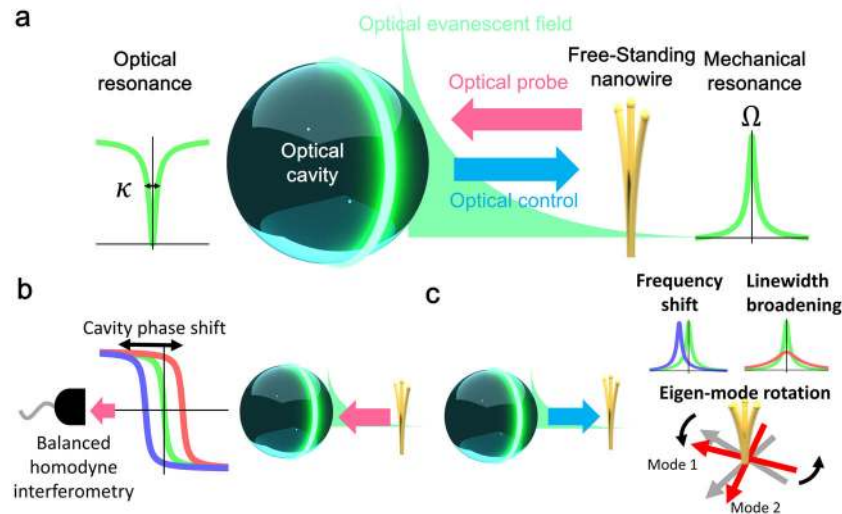 a
Optical evanescent field
Optical
resonance
Free-Standing
nanowire
Mechanical
resonance
Optical probe
Ω
Optical
cavity
κ
Optical control
b
Cavity phase shift
Balanced
homodyne
interferometry
c
Frequency
shift
Linewidth
broadening
Eigen-mode rotation
Mode 1
Mode 2